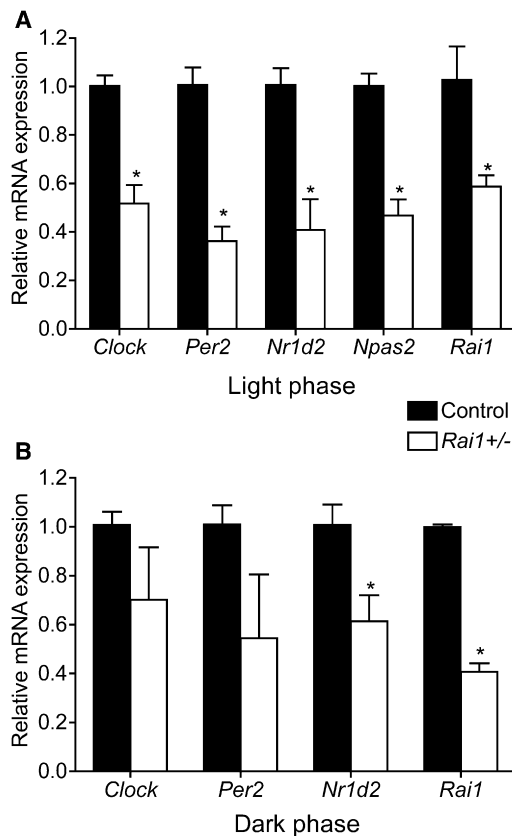 A
Relative mRNA expression
1.2
1.0
0.8
0.6
0.4
0.2
0.0
* * * * *
Clock Per2 Nr1d2 Npas2 Rai1
Light phase
Control
Rai1+/-
B
Relative mRNA expression
1.2
1.0
0.8
0.6
0.4
0.2
0.0
* *
Clock Per2 Nr1d2 Rai1
Dark phase